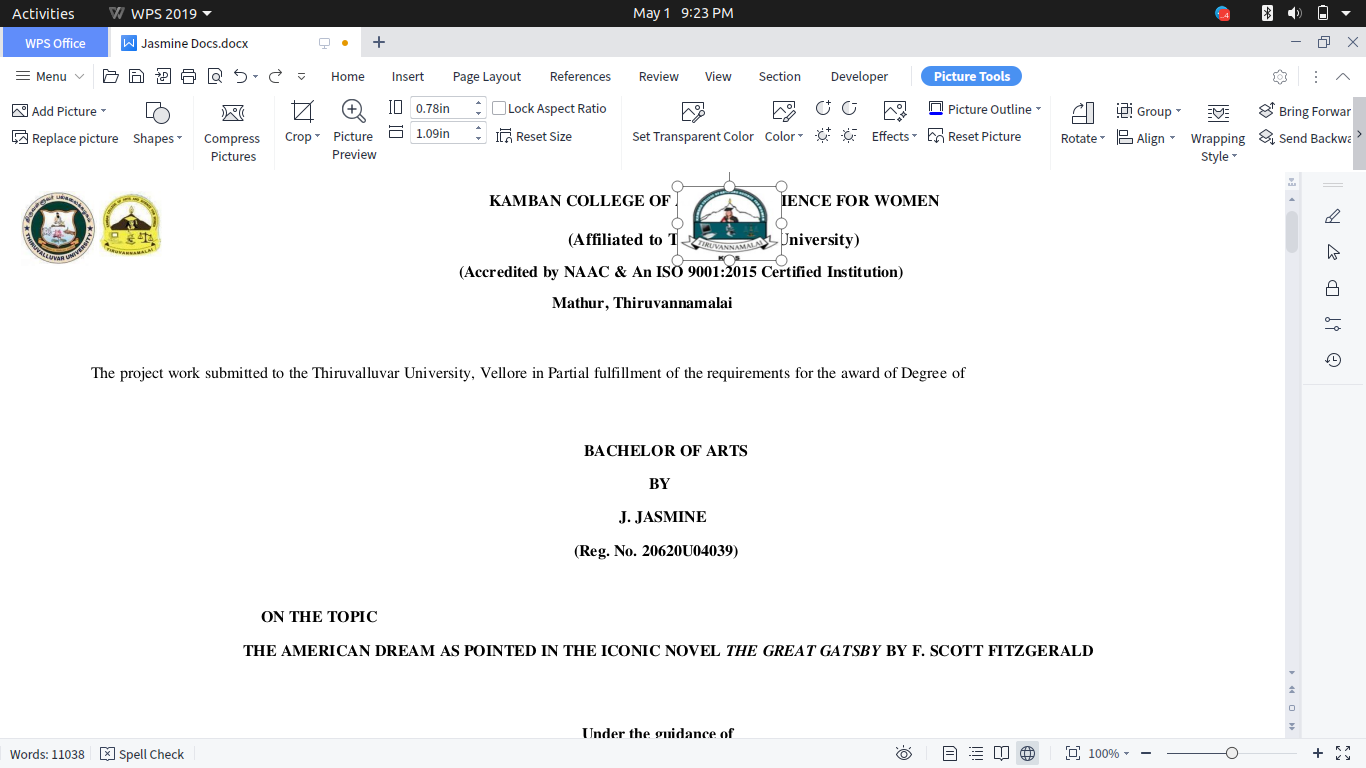 Activities WPS 2019 May 1 9:23 PM
WPS Office Jasmine Docs.docx
Menu Home Insert Page Layout References Review View Section Developer Picture Tools
Add Picture 0.78in Lock Aspect Ratio Picture Outline Group Bring Forwar
Replace picture Shapes Compress Pictures Crop Picture Preview 1.09in Reset Size Set Transparent Color Color Effects Reset Picture Rotate Align Wrapping Style Send Backwa
KAMBAN COLLEGE OF IENCE FOR WOMEN
THIRUVALLUVAR UNIVERSITY
TIRUVANNAMALAI
TIRUVANNAMALAI
(Affiliated to T University)
(Accredited by NAAC & An ISO 9001:2015 Certified Institution)
Mathur, Thiruvannamalai
The project work submitted to the Thiruvalluvar University, Vellore in Partial fulfillment of the requirements for the award of Degree of
BACHELOR OF ARTS
BY
J. JASMINE
(Reg. No. 20620U04039)
ON THE TOPIC
THE AMERICAN DREAM AS POINTED IN THE ICONIC NOVEL THE GREAT GATSBY BY F. SCOTT FITZGERALD
Under the guidance of
Words: 11038 Spell Check 100%